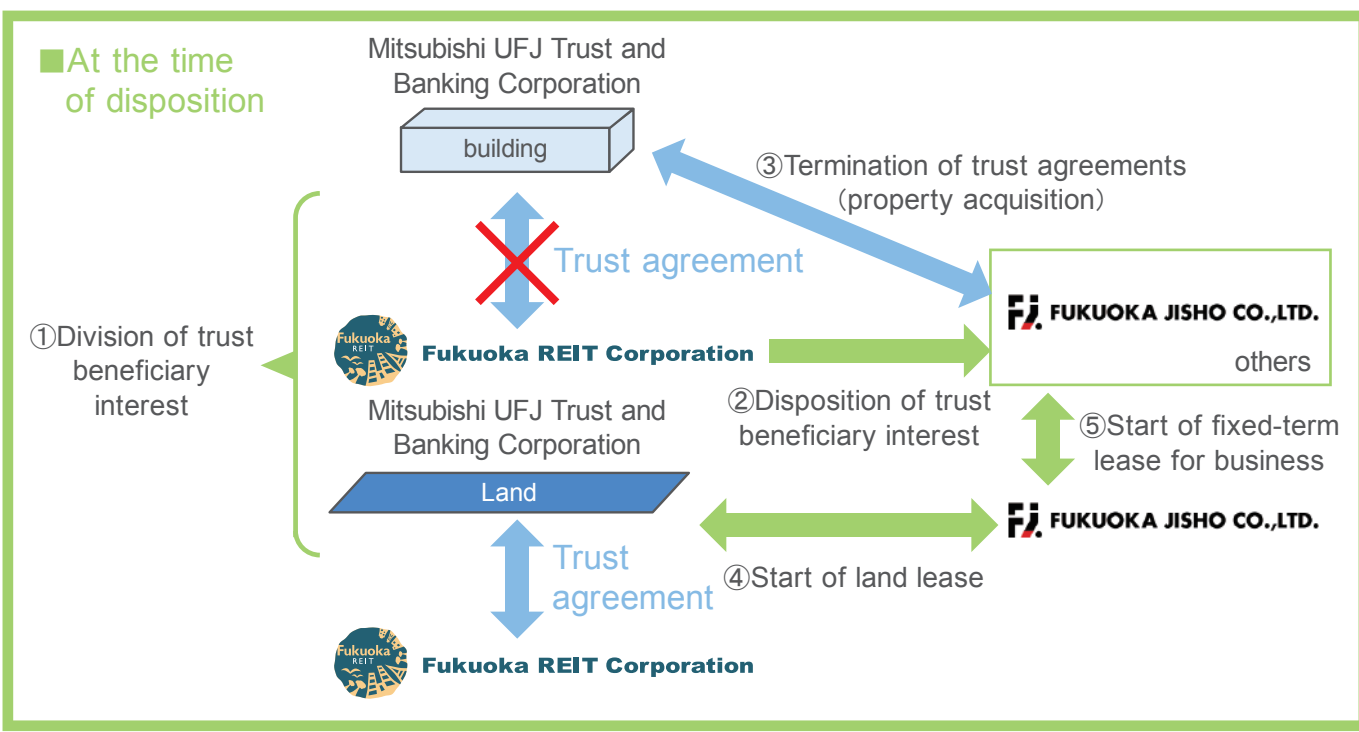 ■At the time
of disposition
Mitsubishi UFJ Trust and
Banking Corporation
building
③Termination of trust agreements
(property acquisition)
Trust agreement
①Division of trust
beneficiary
interest
Fukuoka
REIT
Fukuoka REIT Corporation
FJ. FUKUOKA JISHO CO.,LTD.
others
②Disposition of trust
beneficiary interest
Mitsubishi UFJ Trust and
Banking Corporation
Land
⑤Start of fixed-term
lease for business
FJ. FUKUOKA JISHO CO.,LTD.
④Start of land lease
Trust
agreement
Fukuoka
REIT
Fukuoka REIT Corporation